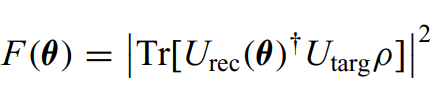 F(θ) = |Tr[U_rec(θ)^† U_targ ρ]|^2